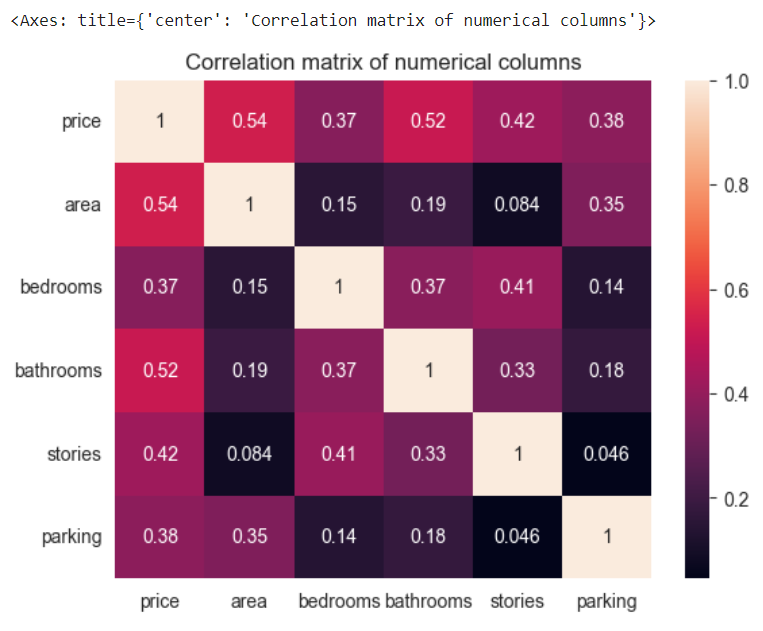 <Axes: title={'center': 'Correlation matrix of numerical columns'}>
Correlation matrix of numerical columns
price 1 0.54 0.37 0.52 0.42 0.38
area 0.54 1 0.15 0.19 0.084 0.35
bedrooms 0.37 0.15 1 0.37 0.41 0.14
bathrooms 0.52 0.19 0.37 1 0.33 0.18
stories 0.42 0.084 0.41 0.33 1 0.046
parking 0.38 0.35 0.14 0.18 0.046 1
price area bedrooms bathrooms stories parking
1.0
0.8
0.6
0.4
0.2